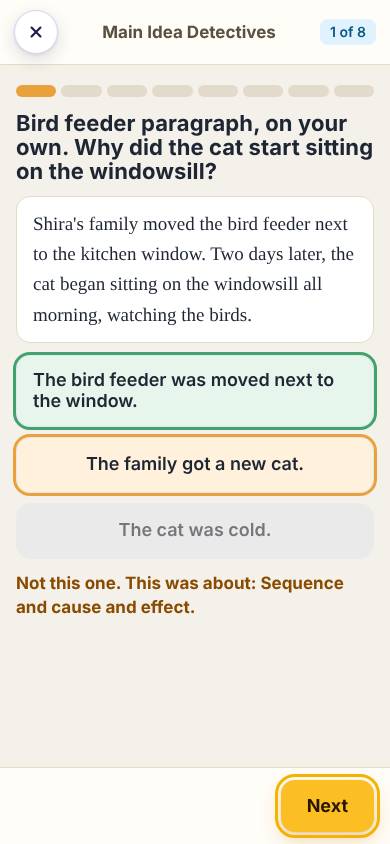 Main Idea Detectives
1 of 8
Bird feeder paragraph, on your
own. Why did the cat start sitting
on the windowsill?
Shira's family moved the bird feeder next
to the kitchen window. Two days later, the
cat began sitting on the windowsill all
morning, watching the birds.
The bird feeder was moved next to
the window.
The family got a new cat.
The cat was cold.
Not this one. This was about: Sequence
and cause and effect.
Next